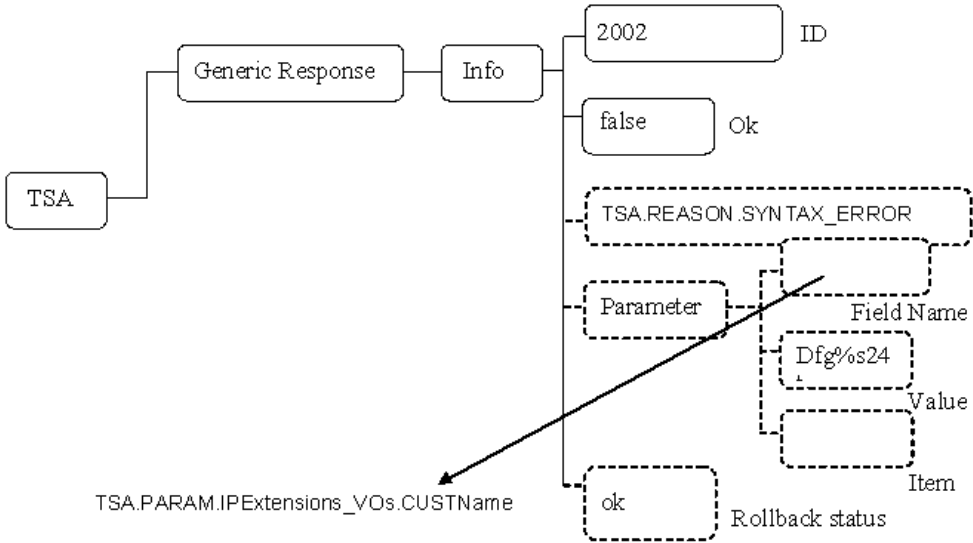 2002
ID
Generic Response
Info
false
Ok
TSA
TSA.REASON.SYNTAX_ERROR
Parameter
Field Name
Dfg%s24
Value
Item
TSA.PARAM.IPExtensions_VOs.CUSTName
ok
Rollback status